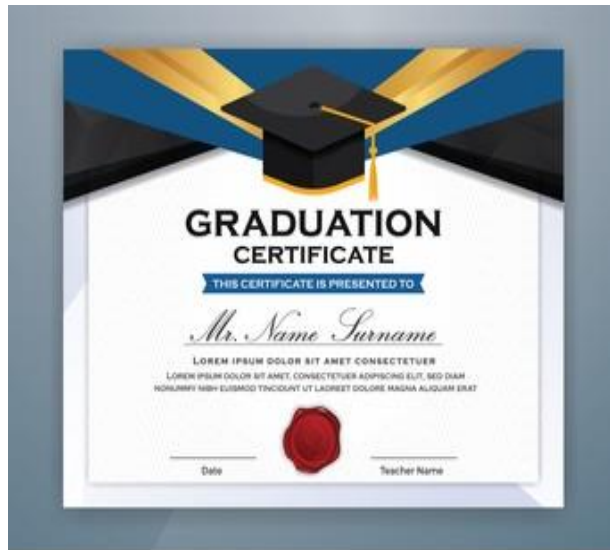 GRADUATION
CERTIFICATE
THIS CERTIFICATE IS PRESENTED TO
Mr. Name Surname
LOREM IPSUM DOLOR SIT AMET CONSECTETUER
LOREM IPSUM DOLOR SIT AMET, CONSECTETUER ADIPISCING ELIT, SED DIAM
NONUMMY NIBH EUISMOD TINCIDUNT UT LAOREET DOLORE MAGNA ALIQUAM ERAT
Date
Teacher Name